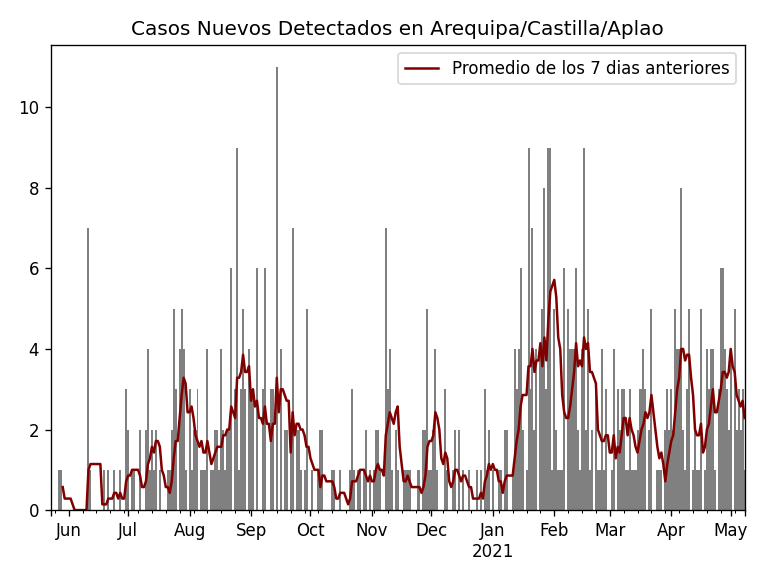 Casos Nuevos Detectados en Arequipa/Castilla/Aplao
Promedio de los 7 dias anteriores
10
8
6
4
2
0
Jun Jul Aug Sep Oct Nov Dec Jan Feb Mar Apr May
2021